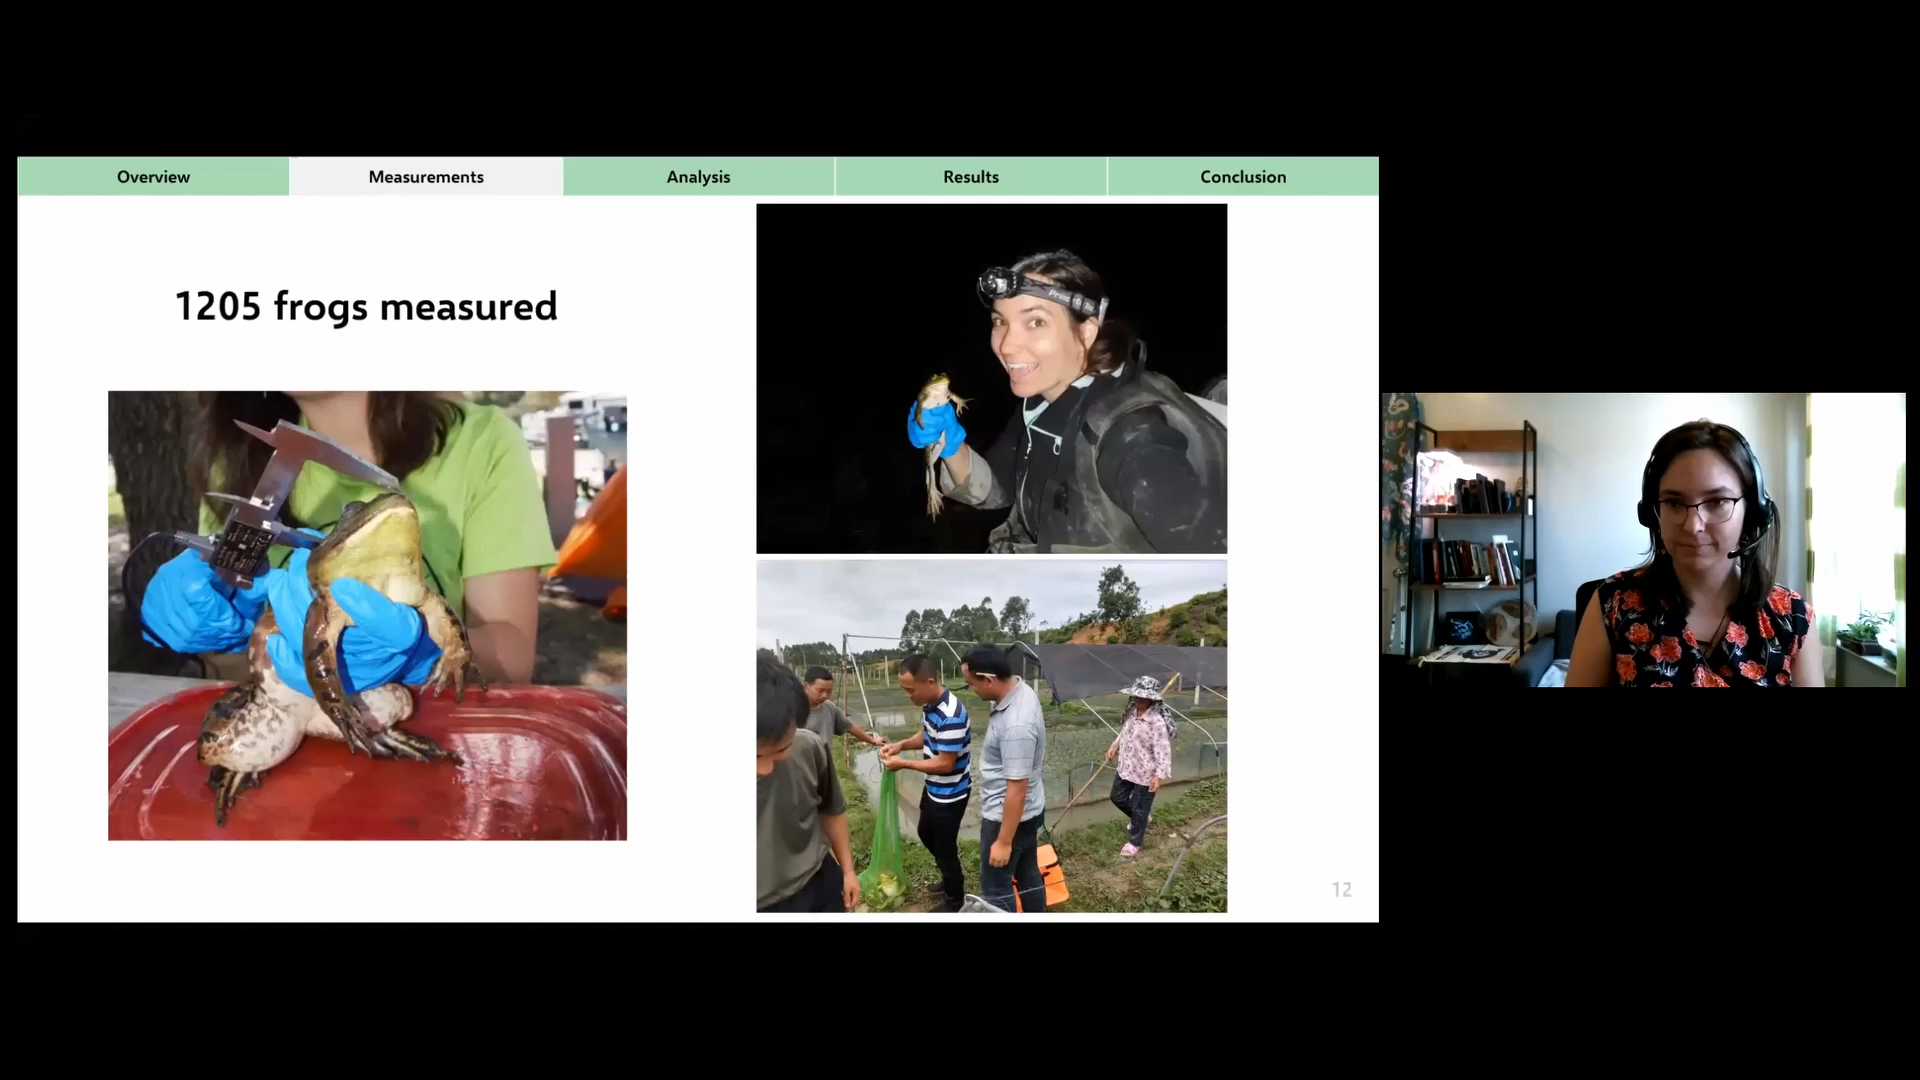 Overview
Measurements
Analysis
Results
Conclusion
1205 frogs measured
12